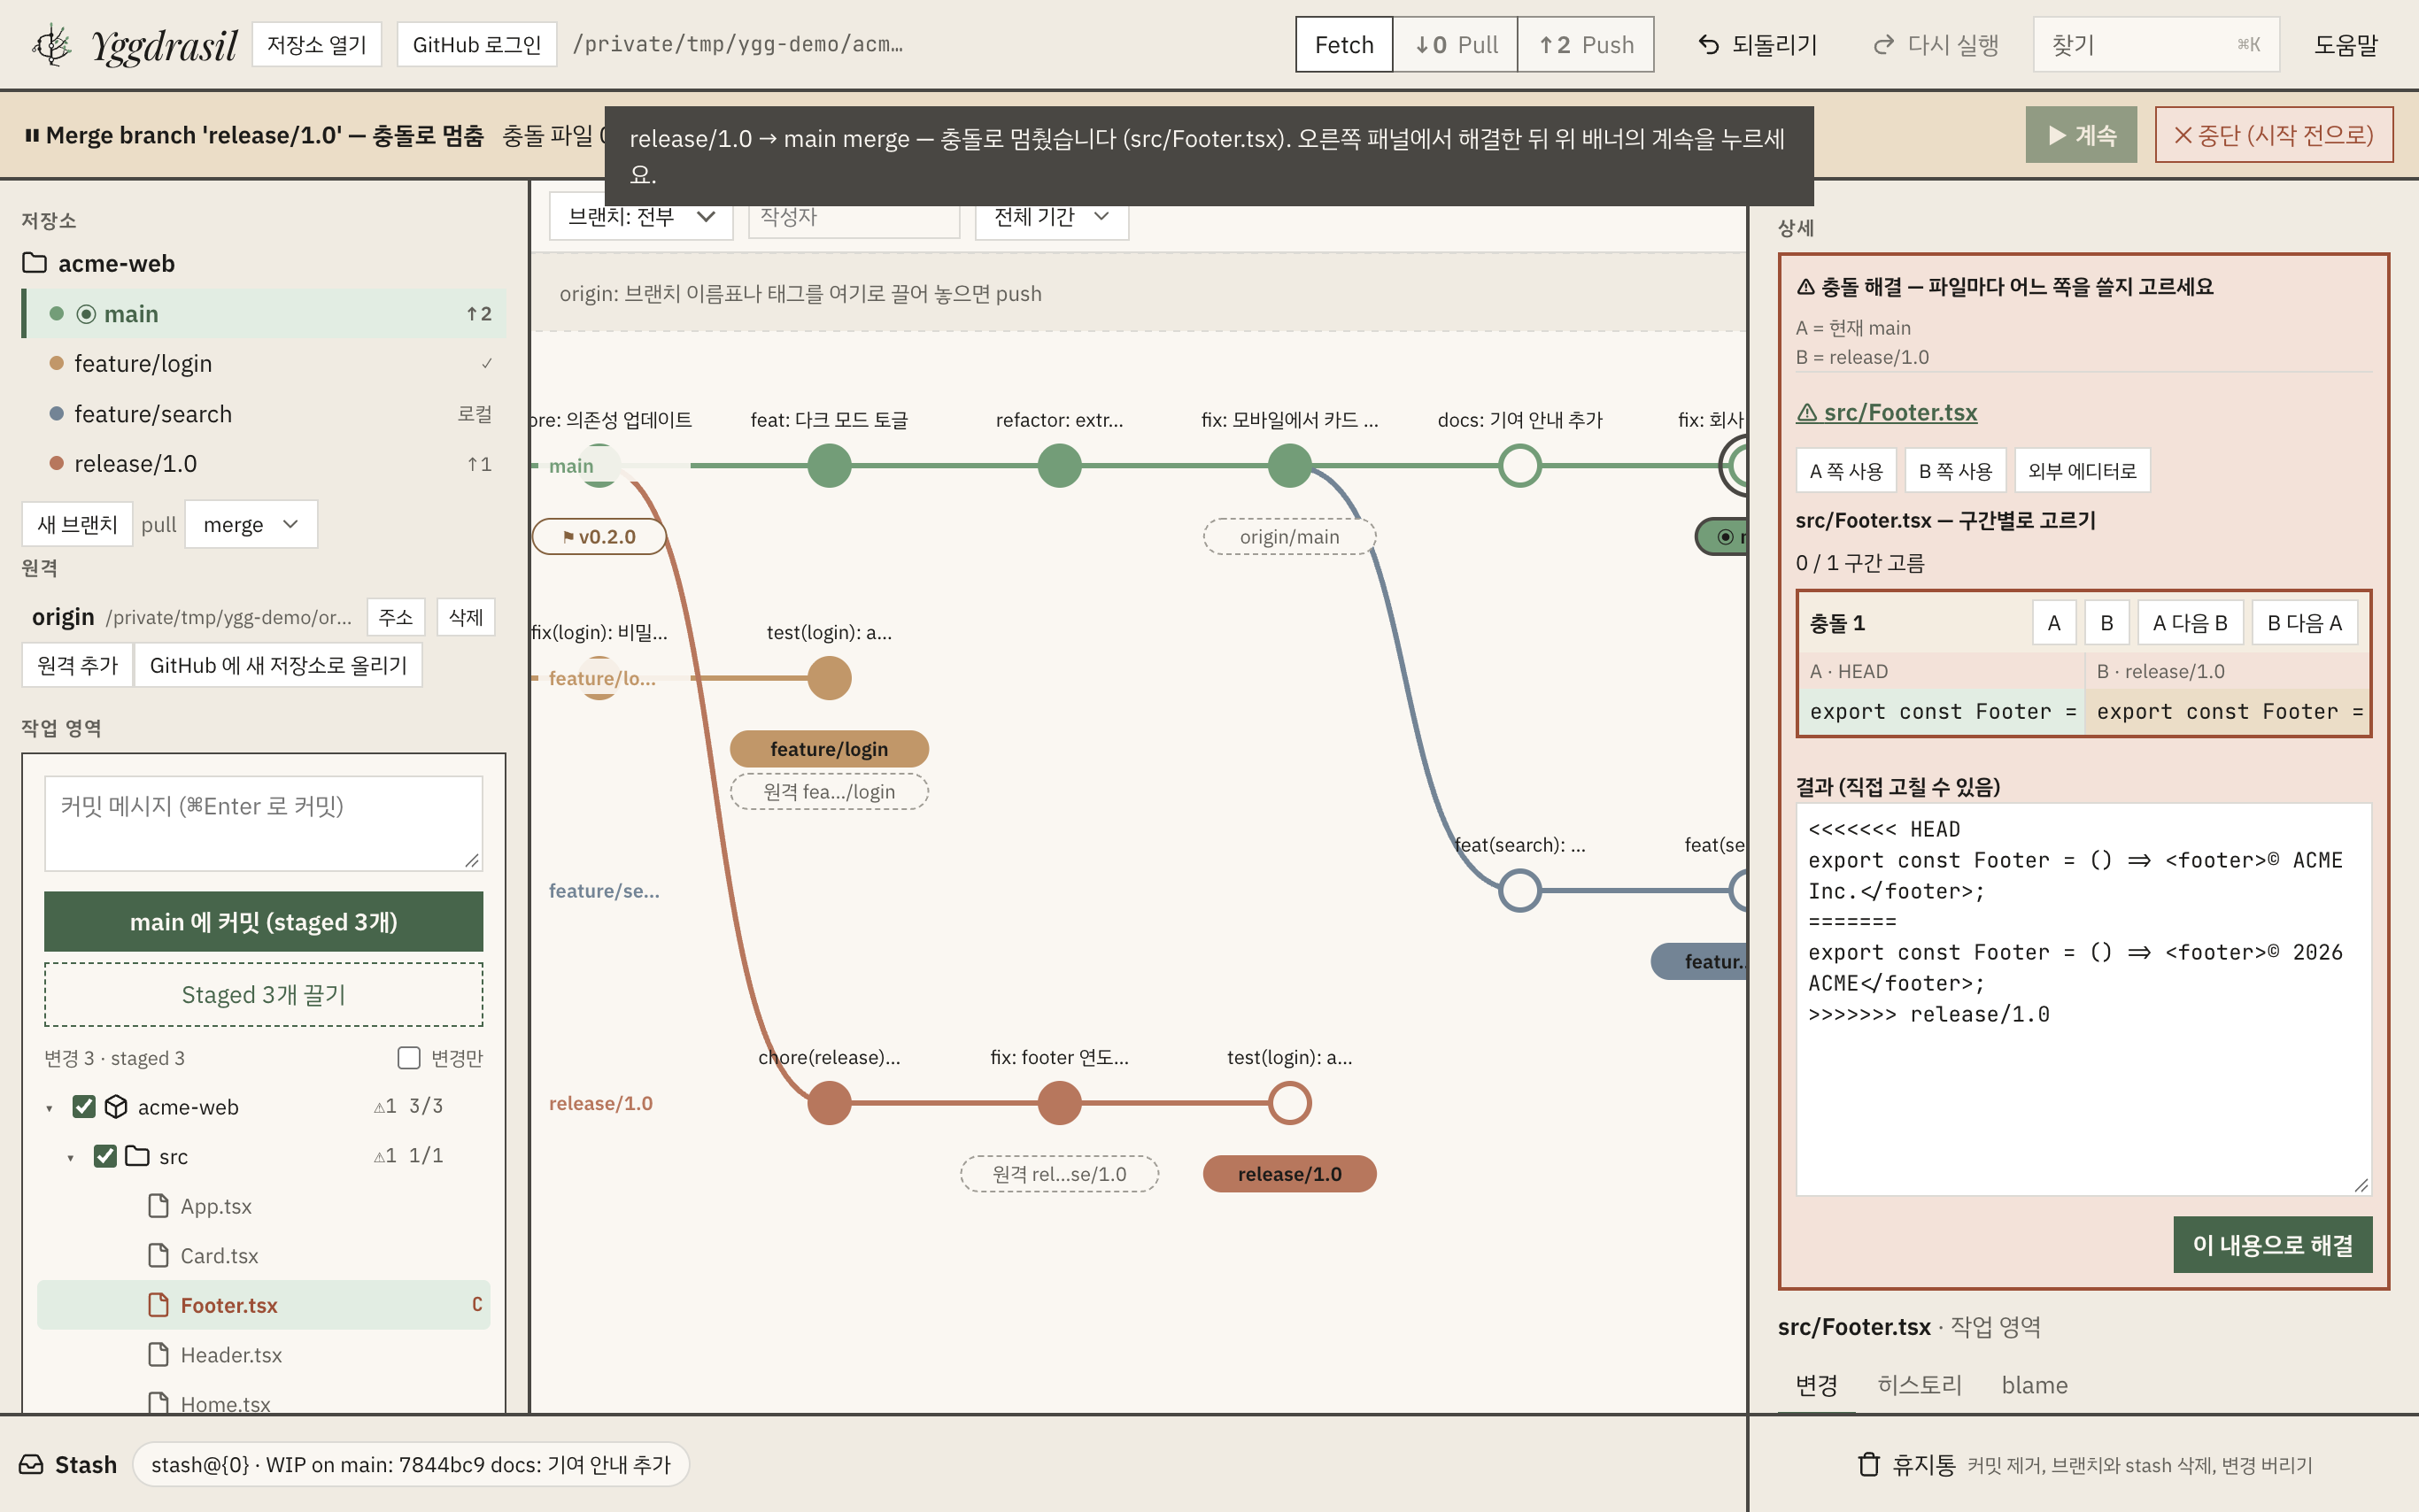 Yggdrasil 저장소 열기 GitHub 로그인 /private/tmp/ygg-demo/acm… Fetch ↓0 Pull ↑2 Push 되돌리기 다시 실행 찾기 ⌘K 도움말
Merge branch 'release/1.0' — 충돌로 멈춤 충돌 파일
release/1.0 → main merge — 충돌로 멈췄습니다 (src/Footer.tsx). 오른쪽 패널에서 해결한 뒤 위 배너의 계속을 누르세
요.
▶ 계속 ✕ 중단 (시작 전으로)
저장소
acme-web
main ↑2
feature/login ✓
feature/search 로컬
release/1.0 ↑1
새 브랜치 pull merge
원격
origin /private/tmp/ygg-demo/or… 주소 삭제
원격 추가 GitHub 에 새 저장소로 올리기
작업 영역
커밋 메시지 (⌘Enter 로 커밋)
main 에 커밋 (staged 3개)
Staged 3개 끌기
변경 3 · staged 3 변경만
acme-web ⚠1 3/3
src ⚠1 1/1
App.tsx
Card.tsx
Footer.tsx C
Header.tsx
Home.tsx
브랜치: 전부 작성자 전체 기간
origin: 브랜치 이름표나 태그를 여기로 끌어 놓으면 push
ore: 의존성 업데이트 feat: 다크 모드 토글 refactor: extr… fix: 모바일에서 카드 … docs: 기여 안내 추가 fix: 회사
main
⚑ v0.2.0 origin/main
fix(login): 비밀… test(login): a…
feature/lo…
feature/login
원격 fea…/login
feat(search): … feat(se
feature/se…
featur…
chore(release)… fix: footer 연도… test(login): a…
release/1.0
원격 rel…se/1.0 release/1.0
상세
⚠ 충돌 해결 — 파일마다 어느 쪽을 쓸지 고르세요
A = 현재 main
B = release/1.0
⚠ src/Footer.tsx
A 쪽 사용 B 쪽 사용 외부 에디터로
src/Footer.tsx — 구간별로 고르기
0 / 1 구간 고름
충돌 1 A B A 다음 B B 다음 A
A · HEAD B · release/1.0
export const Footer = export const Footer =
결과 (직접 고칠 수 있음)
<<<<<<< HEAD
export const Footer = () => <footer>© ACME
Inc.</footer>;
=======
export const Footer = () => <footer>© 2026
ACME</footer>;
>>>>>>> release/1.0
이 내용으로 해결
src/Footer.tsx · 작업 영역
변경 히스토리 blame
Stash stash@{0} · WIP on main: 7844bc9 docs: 기여 안내 추가
휴지통 커밋 제거, 브랜치와 stash 삭제, 변경 버리기